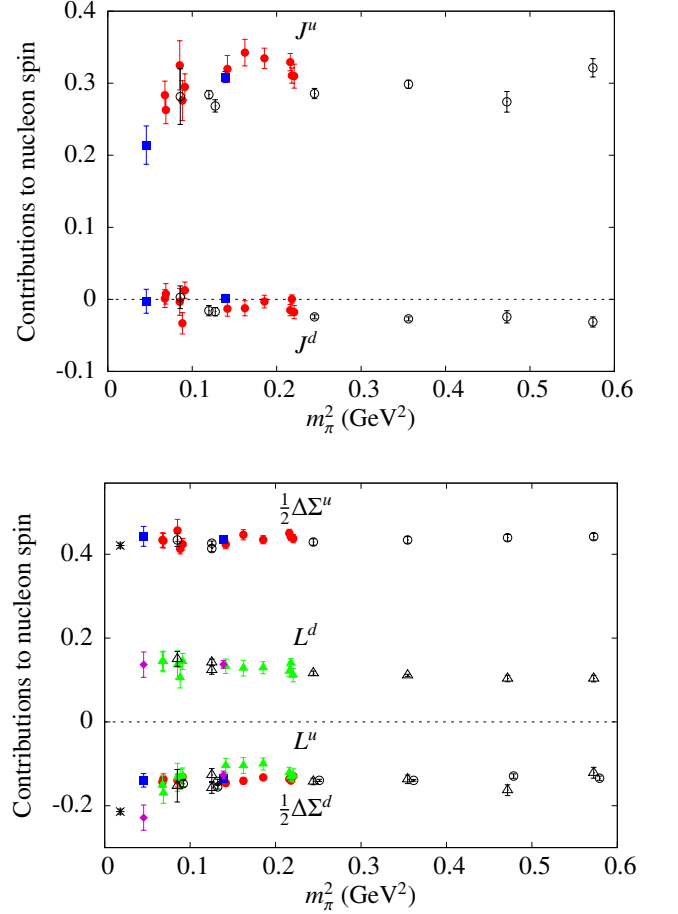 Contributions to nucleon spin
0.4
0.3
0.2
0.1
0
-0.1
J^u
J^d
0 0.1 0.2 0.3 0.4 0.5 0.6
m_π^2 (GeV^2)
Contributions to nucleon spin
0.4
0.2
0
-0.2
½ΔΣ^u
L^d
L^u
½ΔΣ^d
0 0.1 0.2 0.3 0.4 0.5 0.6
m_π^2 (GeV^2)